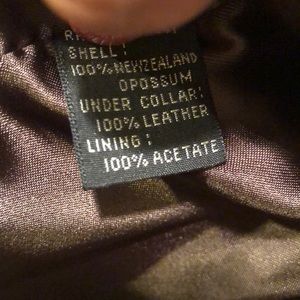 SHELL:
100% NEWZEALAND
OPOSSUM
UNDER COLLAR:
100% LEATHER
LINING:
100% ACETATE